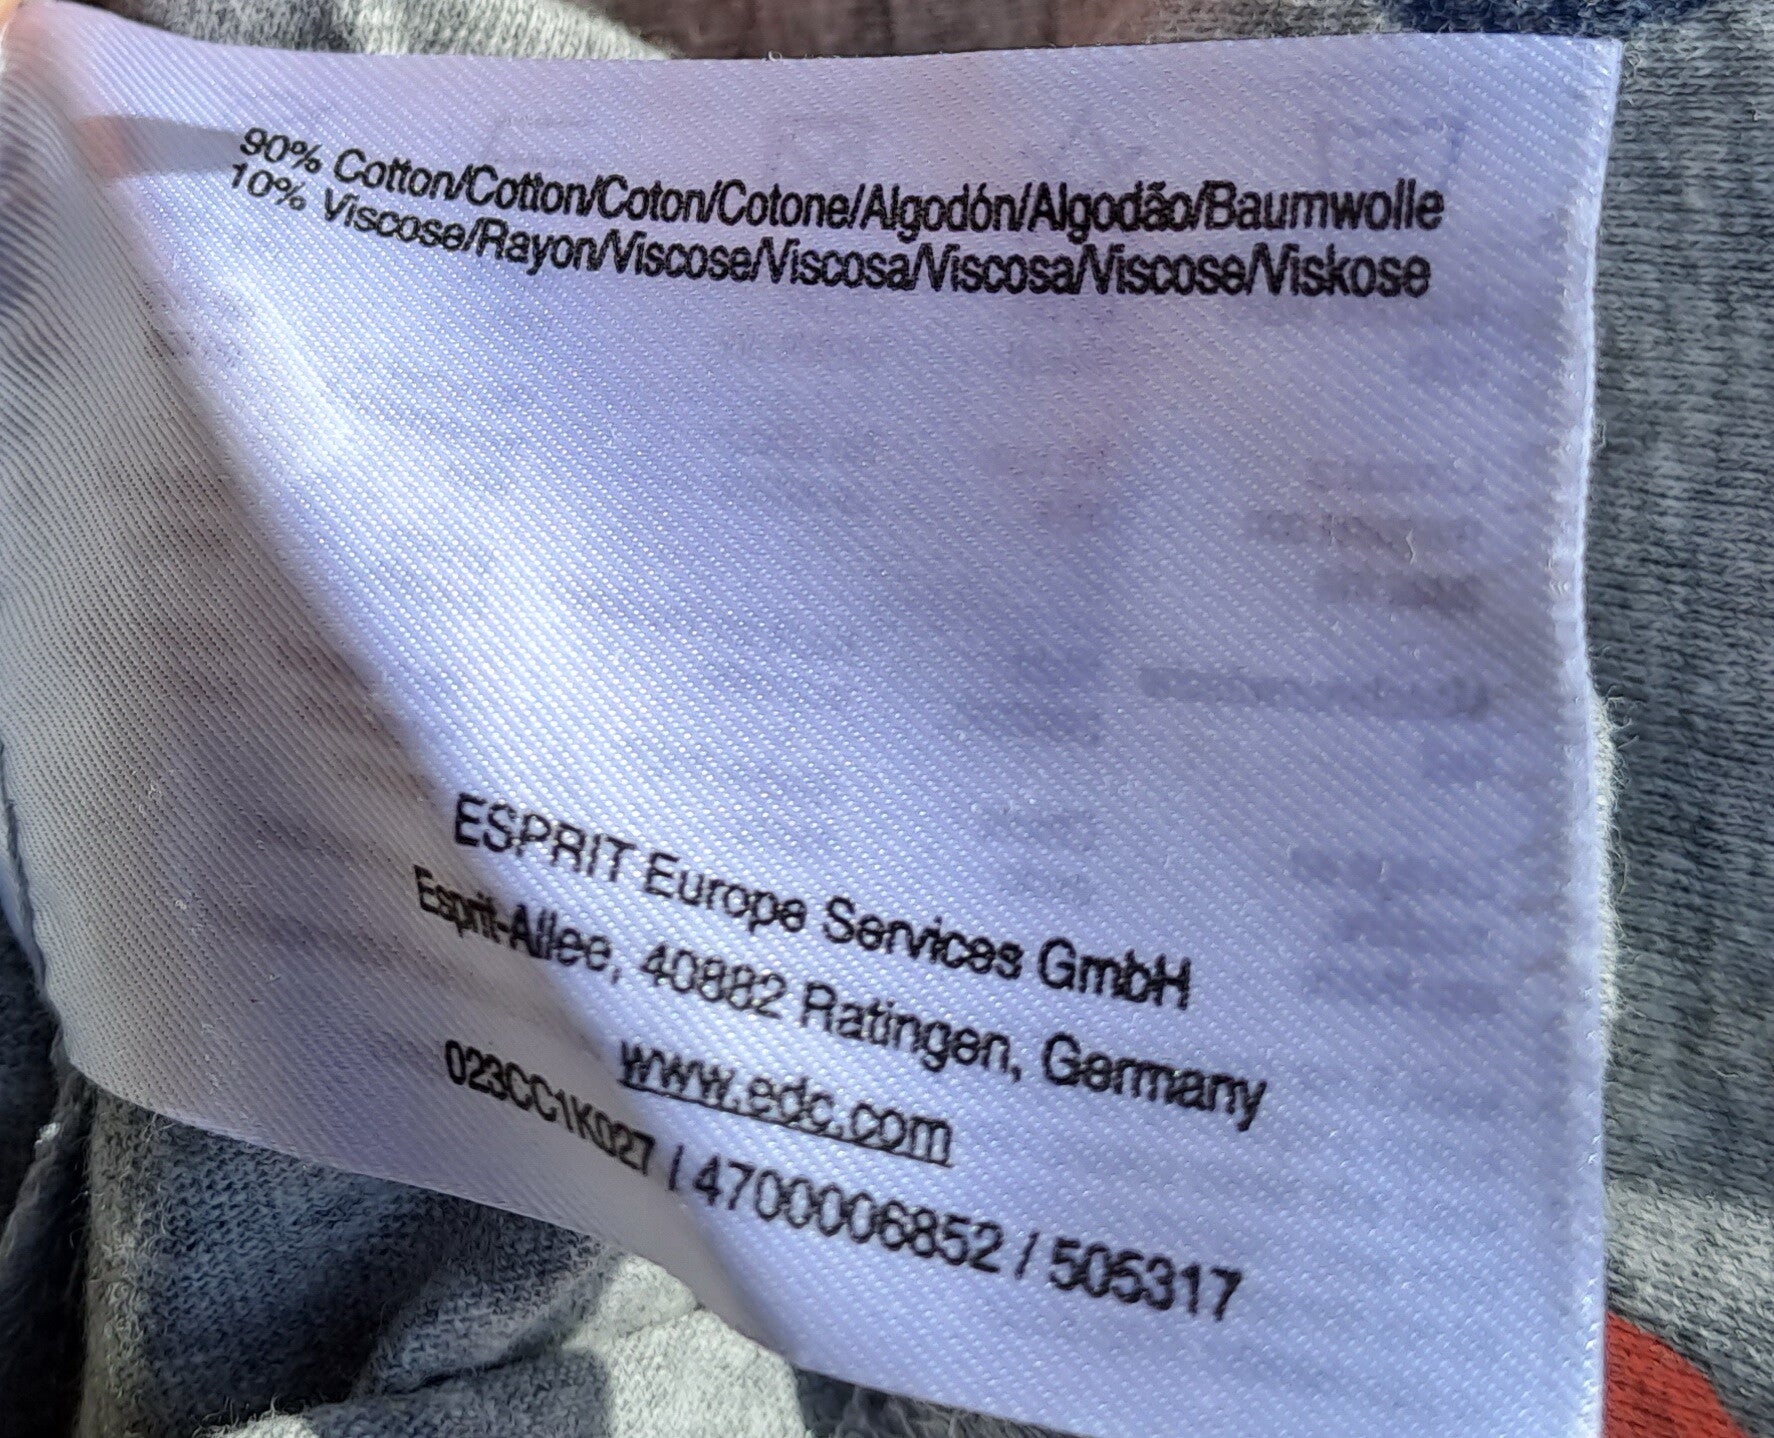 90% Cotton/Cotton/Coton/Cotone/Algodón/Algodão/Baumwolle
10% Viscose/Rayon/Viscose/Viscosa/Viscosa/Viscose/Viskose
ESPRIT Europe Services GmbH
Esprit-Allee, 40882 Ratingen, Germany
www.edc.com
023CC1K027 / 4700006852 / 505317